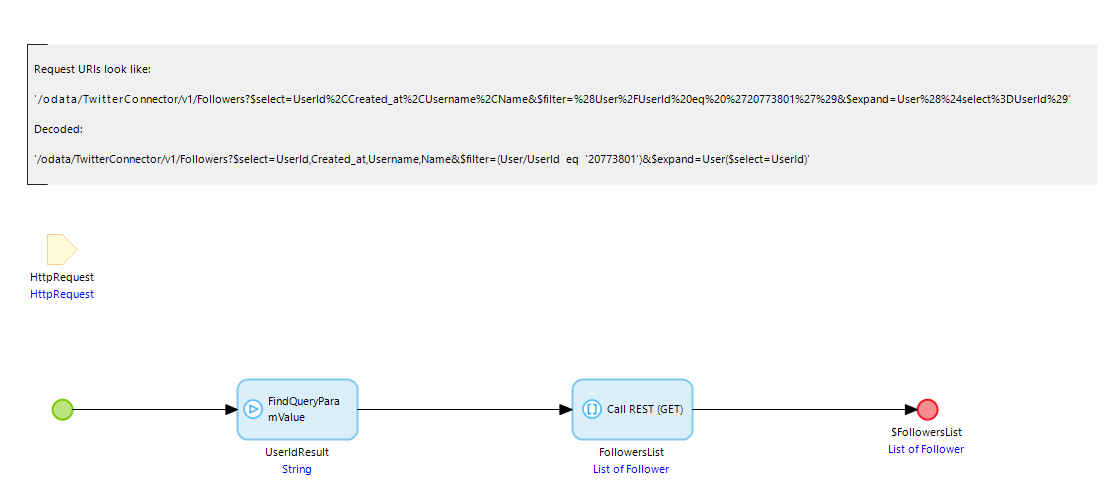 Request URIs look like:
'/odata/TwitterConnector/v1/Followers?$select=UserId%2CCreated_at%2CUsername%2CName&$filter=%28User%2FUserId%20eq%20%2720773801%27%29&$expand=User%28%24select%3DUserId%29'
Decoded:
'/odata/TwitterConnector/v1/Followers?$select=UserId,Created_at,Username,Name&$filter=(User/UserId eq '20773801')&$expand=User($select=UserId)'
HttpRequest
HttpRequest
FindQueryPara
mValue
UserIdResult
String
Call REST (GET)
FollowersList
List of Follower
$FollowersList
List of Follower